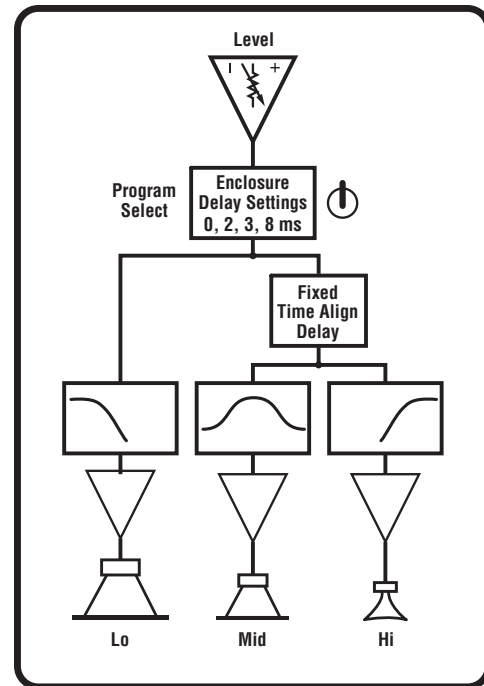 Level
– +
Program
Select
Enclosure
Delay Settings
0, 2, 3, 8 ms
Fixed
Time Align
Delay
Lo
Mid
Hi